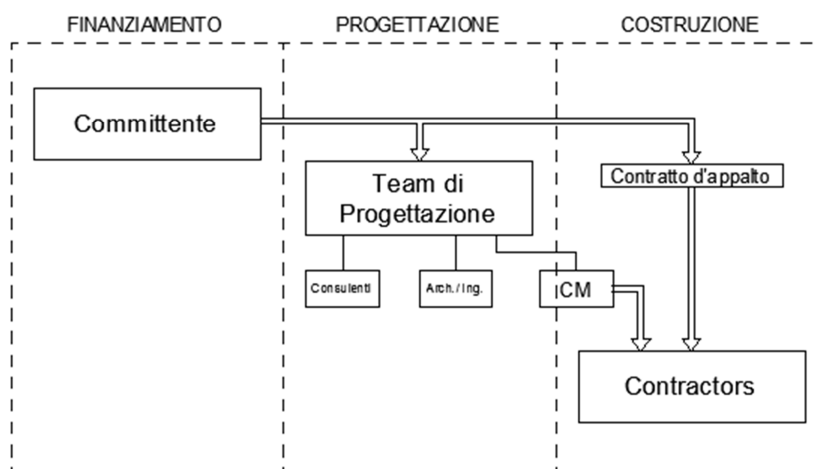 FINANZIAMENTO
PROGETTAZIONE
COSTRUZIONE
Committente
Team di
Progettazione
Contratto d'appalto
Consulenti
Arch./Ing.
CM
Contractors